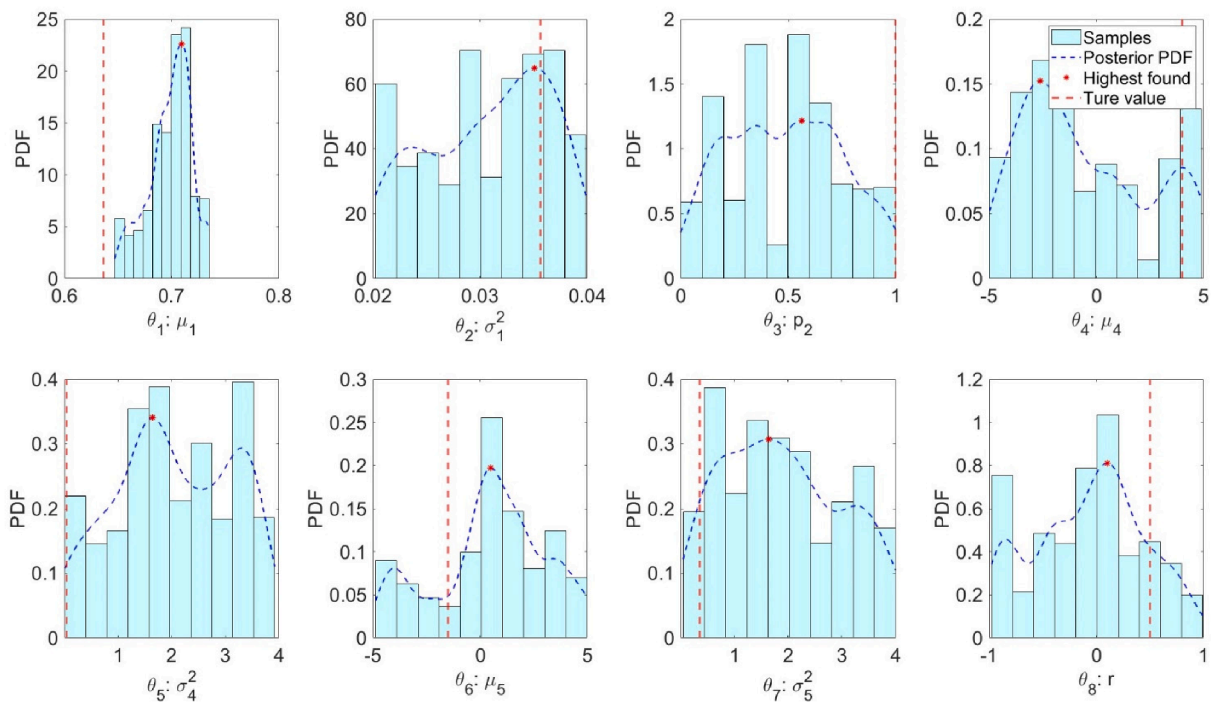 25
20
15
10
5
0
PDF
0.6 0.7 0.8
θ₁: μ₁
80
60
40
20
0
PDF
0.02 0.03 0.04
θ₂: σ₁²
2
1.5
1
0.5
0
PDF
0 0.5 1
θ₃: p₂
0.2
0.15
0.1
0.05
0
PDF
-5 0 5
θ₄: μ₄
Samples
Posterior PDF
Highest found
Ture value
0.4
0.3
0.2
0.1
0
PDF
1 2 3 4
θ₅: σ₄²
0.3
0.25
0.2
0.15
0.1
0.05
0
PDF
-5 0 5
θ₆: μ₅
0.4
0.3
0.2
0.1
0
PDF
1 2 3 4
θ₇: σ₅²
1.2
1
0.8
0.6
0.4
0.2
0
PDF
-1 0 1
θ₈: r